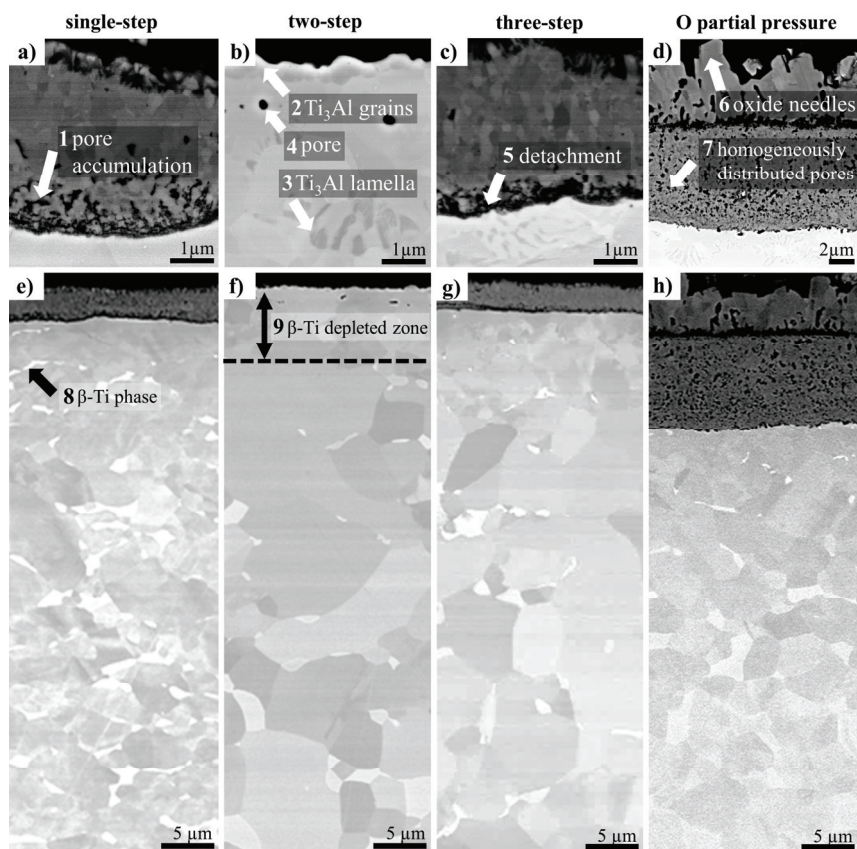 single-step
two-step
three-step
O partial pressure
a)
b)
c)
d)
1 pore
accumulation
2 Ti₃Al grains
4 pore
3 Ti₃Al lamella
5 detachment
6 oxide needles
7 homogeneously
distributed pores
1µm
1µm
1µm
2µm
e)
f)
g)
h)
9 β-Ti depleted zone
8 β-Ti phase
5 µm
5 µm
5 µm
5 µm